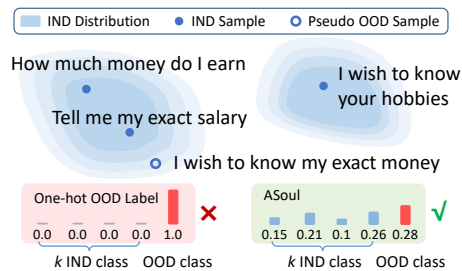 IND Distribution IND Sample Pseudo OOD Sample
How much money do I earn
I wish to know
your hobbies
Tell me my exact salary
I wish to know my exact money
One-hot OOD Label
0.0 0.0 0.0 0.0 1.0
k IND class OOD class
ASoul
0.15 0.21 0.1 0.26 0.28
k IND class OOD class